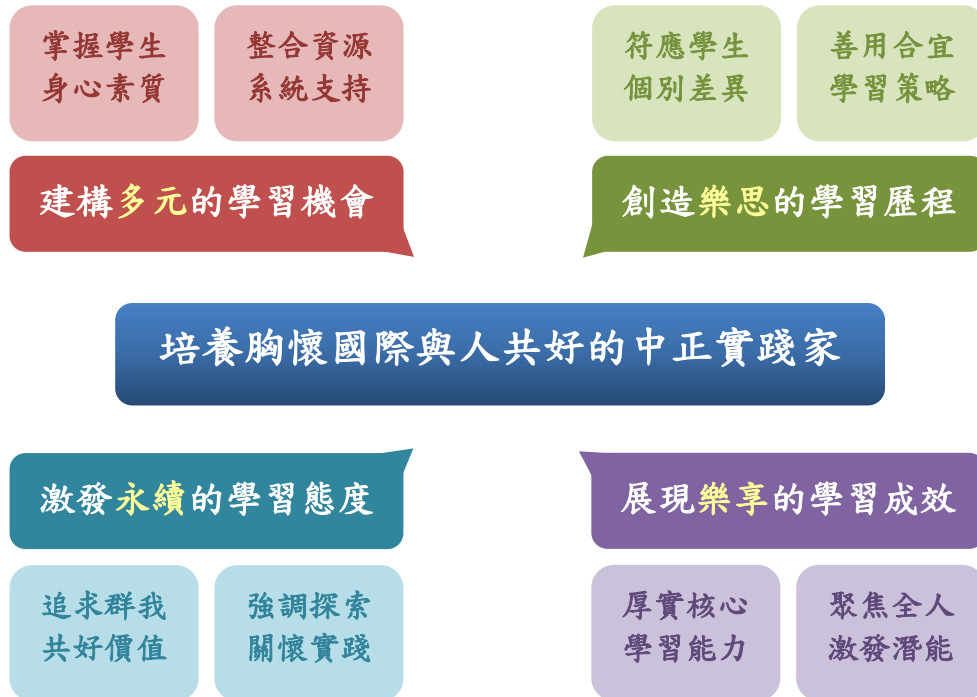 掌握學生
身心素質
整合資源
系統支持
符應學生
個別差異
善用合宜
學習策略
建構多元的學習機會
創造樂思的學習歷程
培養胸懷國際與人共好的中正實踐家
激發永續的學習態度
展現樂享的學習成效
追求群我
共好價值
強調探索
關懷實踐
厚實核心
學習能力
聚焦全人
激發潛能